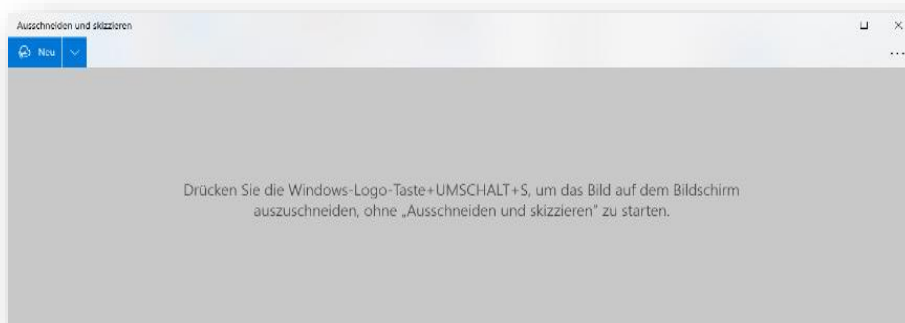 Ausschneiden und skizzieren
Neu
Drücken Sie die Windows-Logo-Taste+UMSCHALT+S, um das Bild auf dem Bildschirm
auszuschneiden, ohne „Ausschneiden und skizzieren“ zu starten.